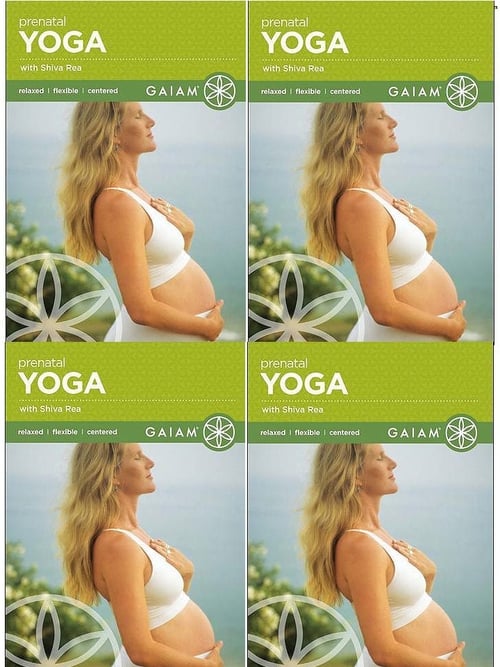 prenatal
YOGA
with Shiva Rea
relaxed | flexible | centered
GAIAM®
prenatal
YOGA
with Shiva Rea
relaxed | flexible | centered
GAIAM®
prenatal
YOGA
with Shiva Rea
relaxed | flexible | centered
GAIAM®
prenatal
YOGA
with Shiva Rea
relaxed | flexible | centered
GAIAM®